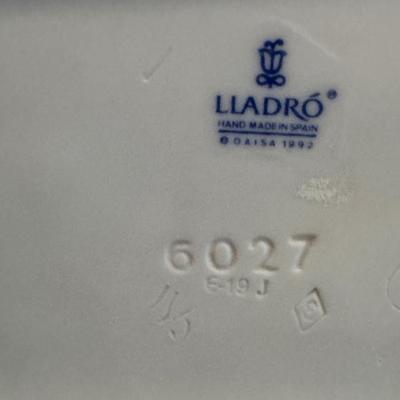 LLADRÓ®
HAND MADE IN SPAIN
© DAISA 1992
6027
E-19 J